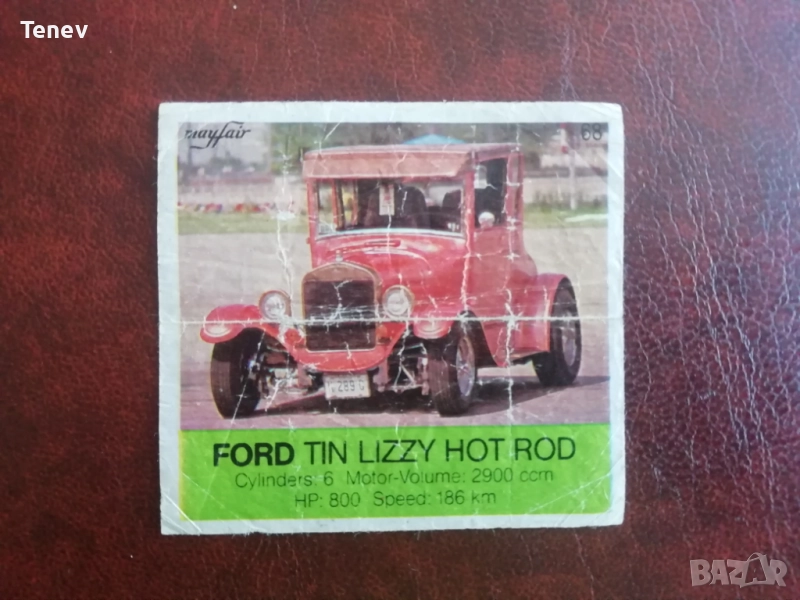 Tenev
mayfair
68
FORD TIN LIZZY HOT ROD
Cylinders: 6 Motor-Volume: 2900 ccm
HP: 800 Speed: 186 km
BAZAR